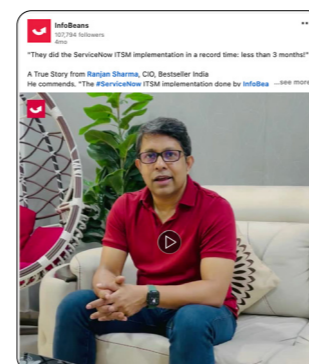 InfoBeans
107,794 followers
4mo
"They did the ServiceNow ITSM implementation in a record time: less than 3 months!"
A True Story from Ranjan Sharma, CIO, Bestseller India
He commends, "The #ServiceNow ITSM implementation done by InfoBea ...see more